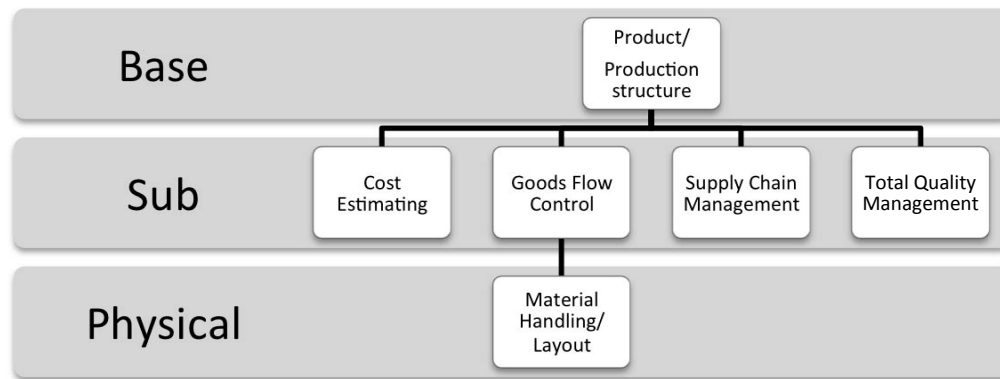 Base
Product/
Production
structure
Sub
Cost
Estimating
Goods Flow
Control
Supply Chain
Management
Total Quality
Management
Physical
Material
Handling/
Layout